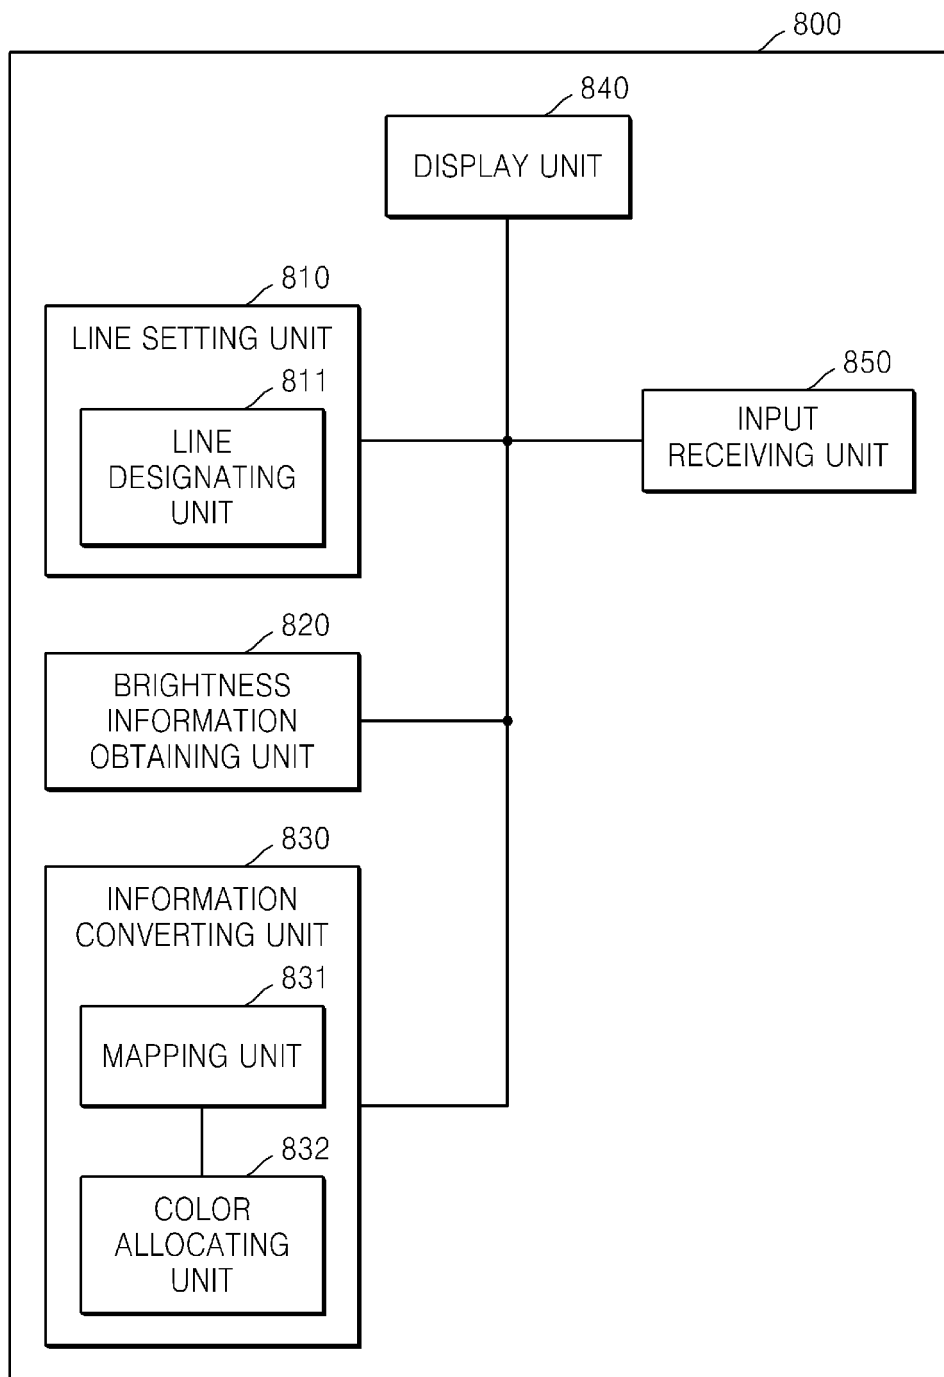 800
840
DISPLAY UNIT
810
LINE SETTING UNIT
811
LINE
DESIGNATING
UNIT
850
INPUT
RECEIVING UNIT
820
BRIGHTNESS
INFORMATION
OBTAINING UNIT
830
INFORMATION
CONVERTING UNIT
831
MAPPING UNIT
832
COLOR
ALLOCATING
UNIT